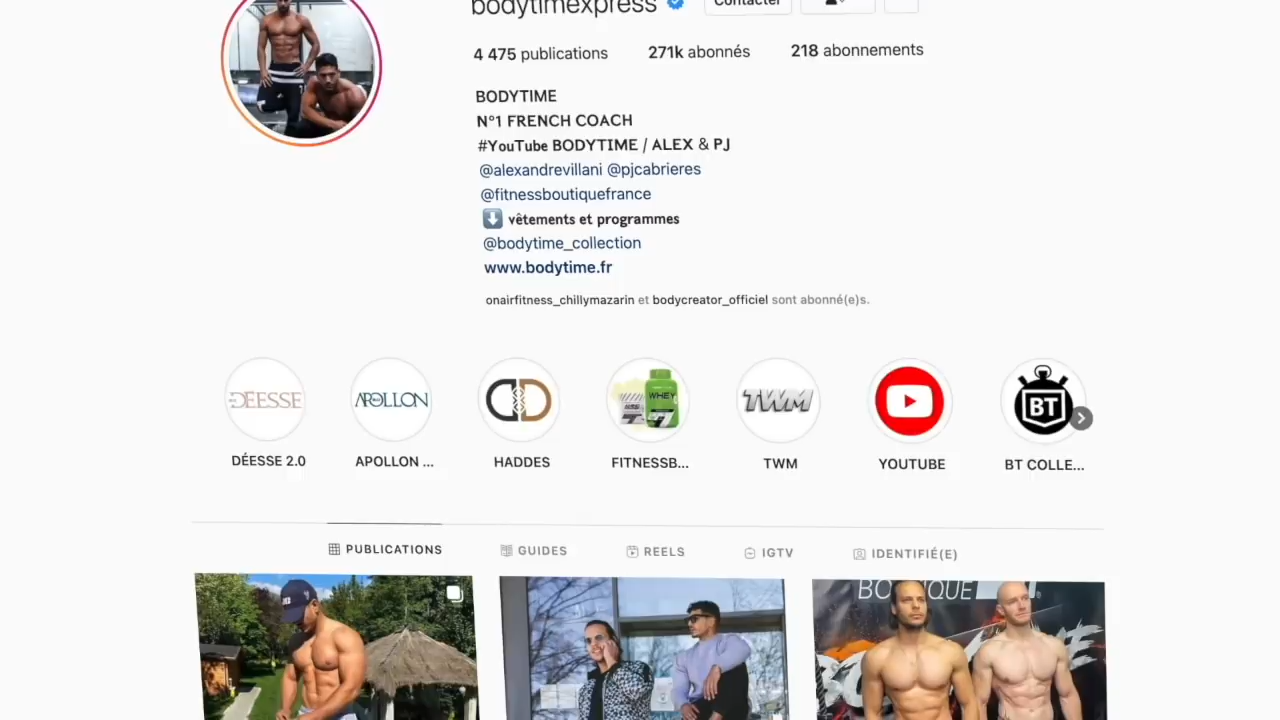 bodytimexpress
Contacter
4 475 publications 271k abonnés 218 abonnements
BODYTIME
N°1 FRENCH COACH
#YouTube BODYTIME / ALEX & PJ
@alexandrevillani @pjcabrieres
@fitnessboutiquefrance
⬇️ vêtements et programmes
@bodytime_collection
www.bodytime.fr
onairfitness_chillymazarin et bodycreator_officiel sont abonné(e)s.
DÉESSE APOLLON WHEY TWM BT
DÉESSE 2.0 APOLLON ... HADDES FITNESSB... TWM YOUTUBE BT COLLE...
PUBLICATIONS GUIDES REELS IGTV IDENTIFIÉ(E)